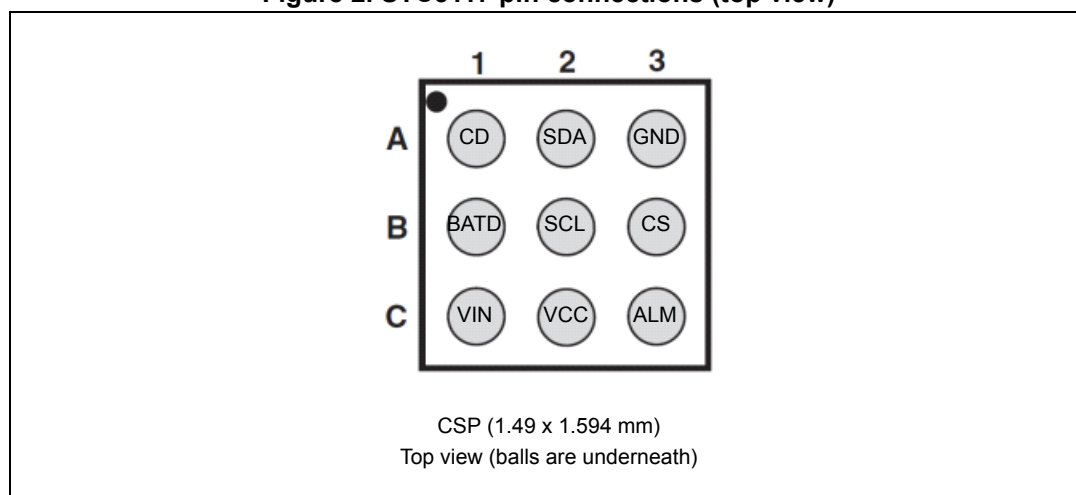 1 2 3
A CD SDA GND
B BATD SCL CS
C VIN VCC ALM
CSP (1.49 x 1.594 mm)
Top view (balls are underneath)